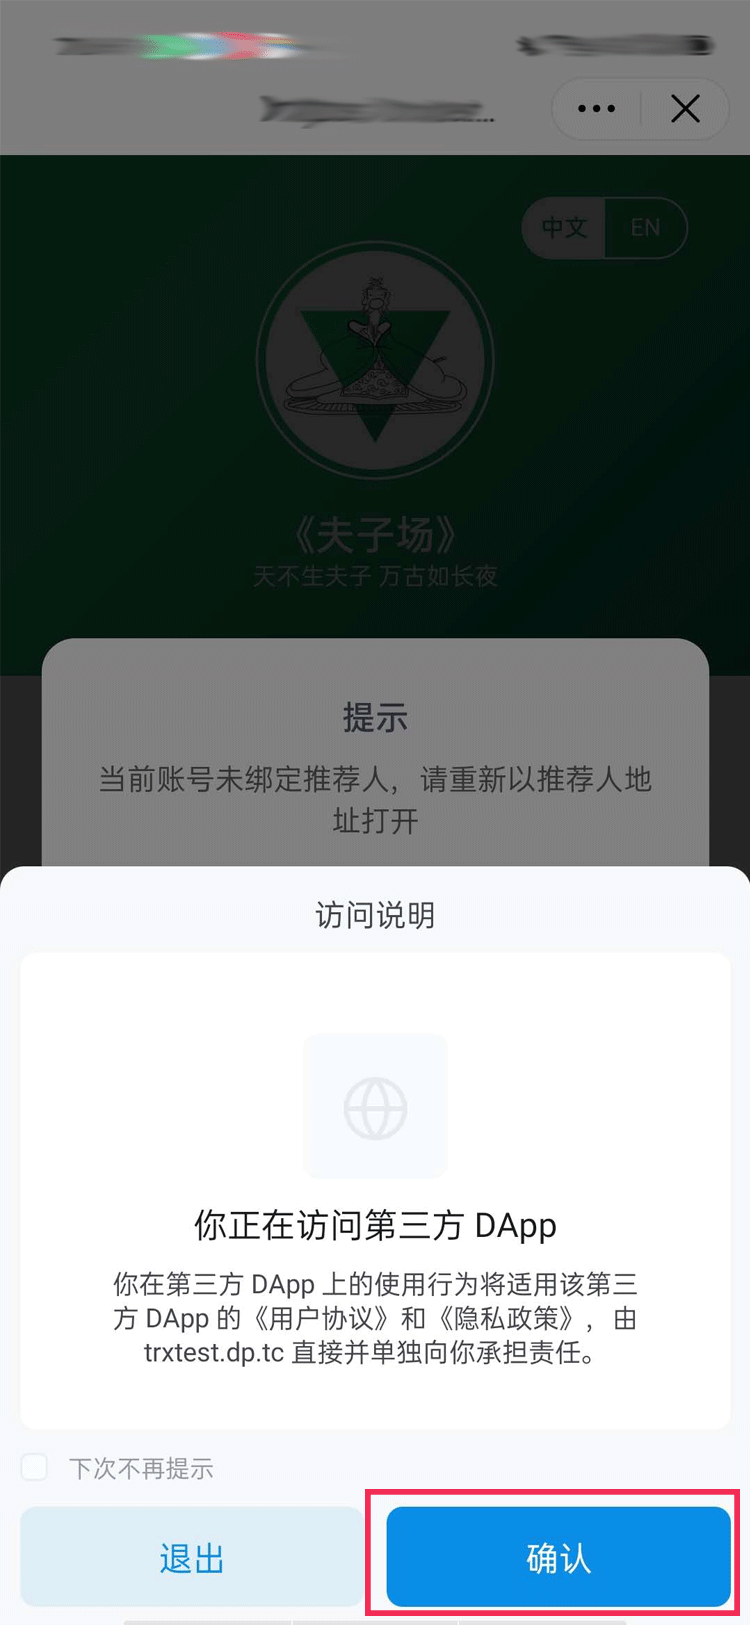 中文 EN
《夫子场》
天不生夫子 万古如长夜
提示
当前账号未绑定推荐人，请重新以推荐人地
址打开
访问说明
你正在访问第三方 DApp
你在第三方 DApp 上的使用行为将适用该第三
方 DApp 的《用户协议》和《隐私政策》，由
trxtest.dp.tc 直接并单独向你承担责任。
下次不再提示
退出 确认